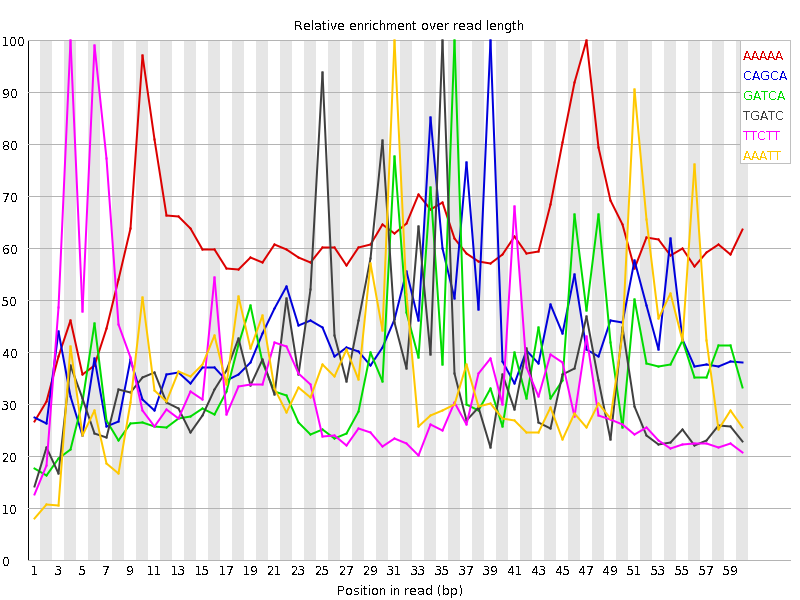 Relative enrichment over read length
100
90
80
70
60
50
40
30
20
10
0
AAAAA
CAGCA
GATCA
TGATC
TTCTT
AAATT
1 3 5 7 9 11 13 15 17 19 21 23 25 27 29 31 33 35 37 39 41 43 45 47 49 51 53 55 57 59
Position in read (bp)